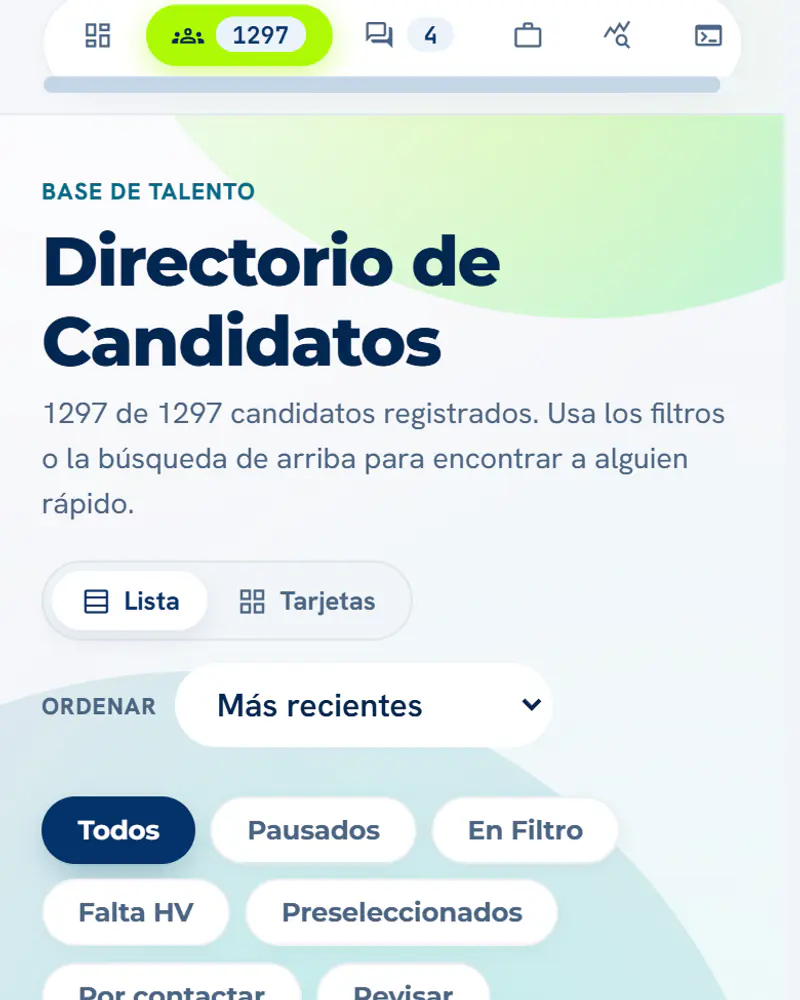 1297
4
BASE DE TALENTO
Directorio de
Candidatos
1297 de 1297 candidatos registrados. Usa los filtros
o la búsqueda de arriba para encontrar a alguien
rápido.
Lista
Tarjetas
ORDENAR
Más recientes
Todos
Pausados
En Filtro
Falta HV
Preseleccionados
Por contactar
Revisar